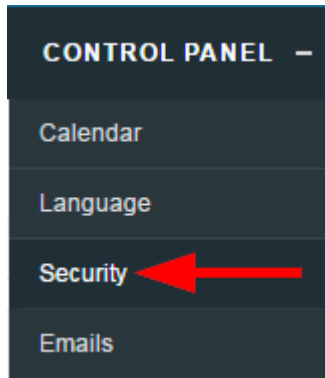 CONTROL PANEL –
Calendar
Language
Security
Emails